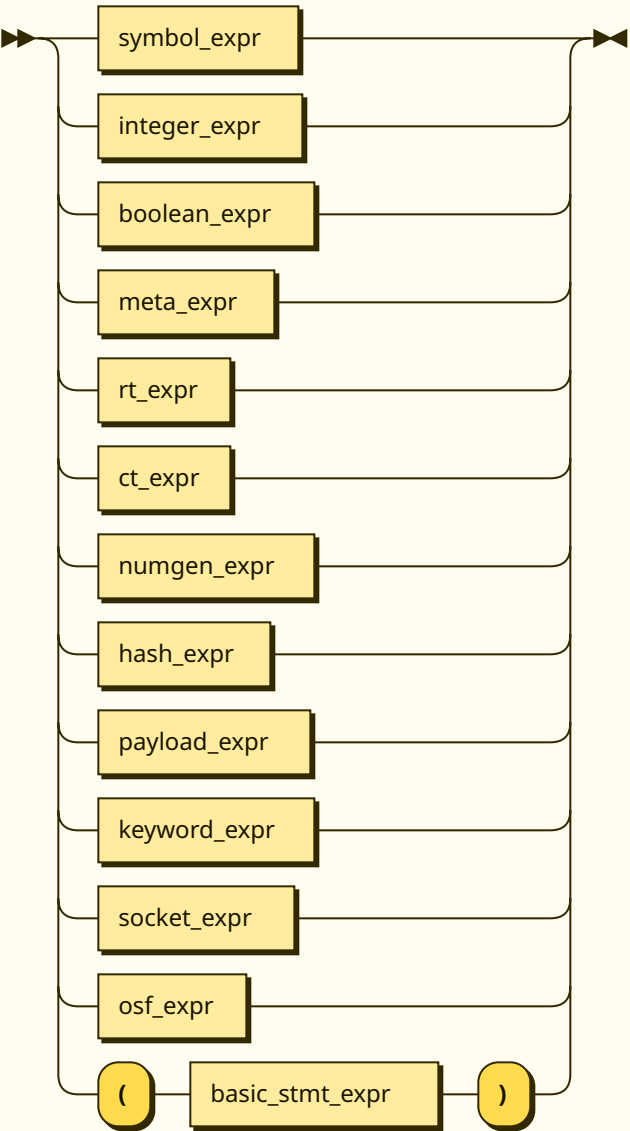 symbol_expr
integer_expr
boolean_expr
meta_expr
rt_expr
ct_expr
numgen_expr
hash_expr
payload_expr
keyword_expr
socket_expr
osf_expr
( basic_stmt_expr )